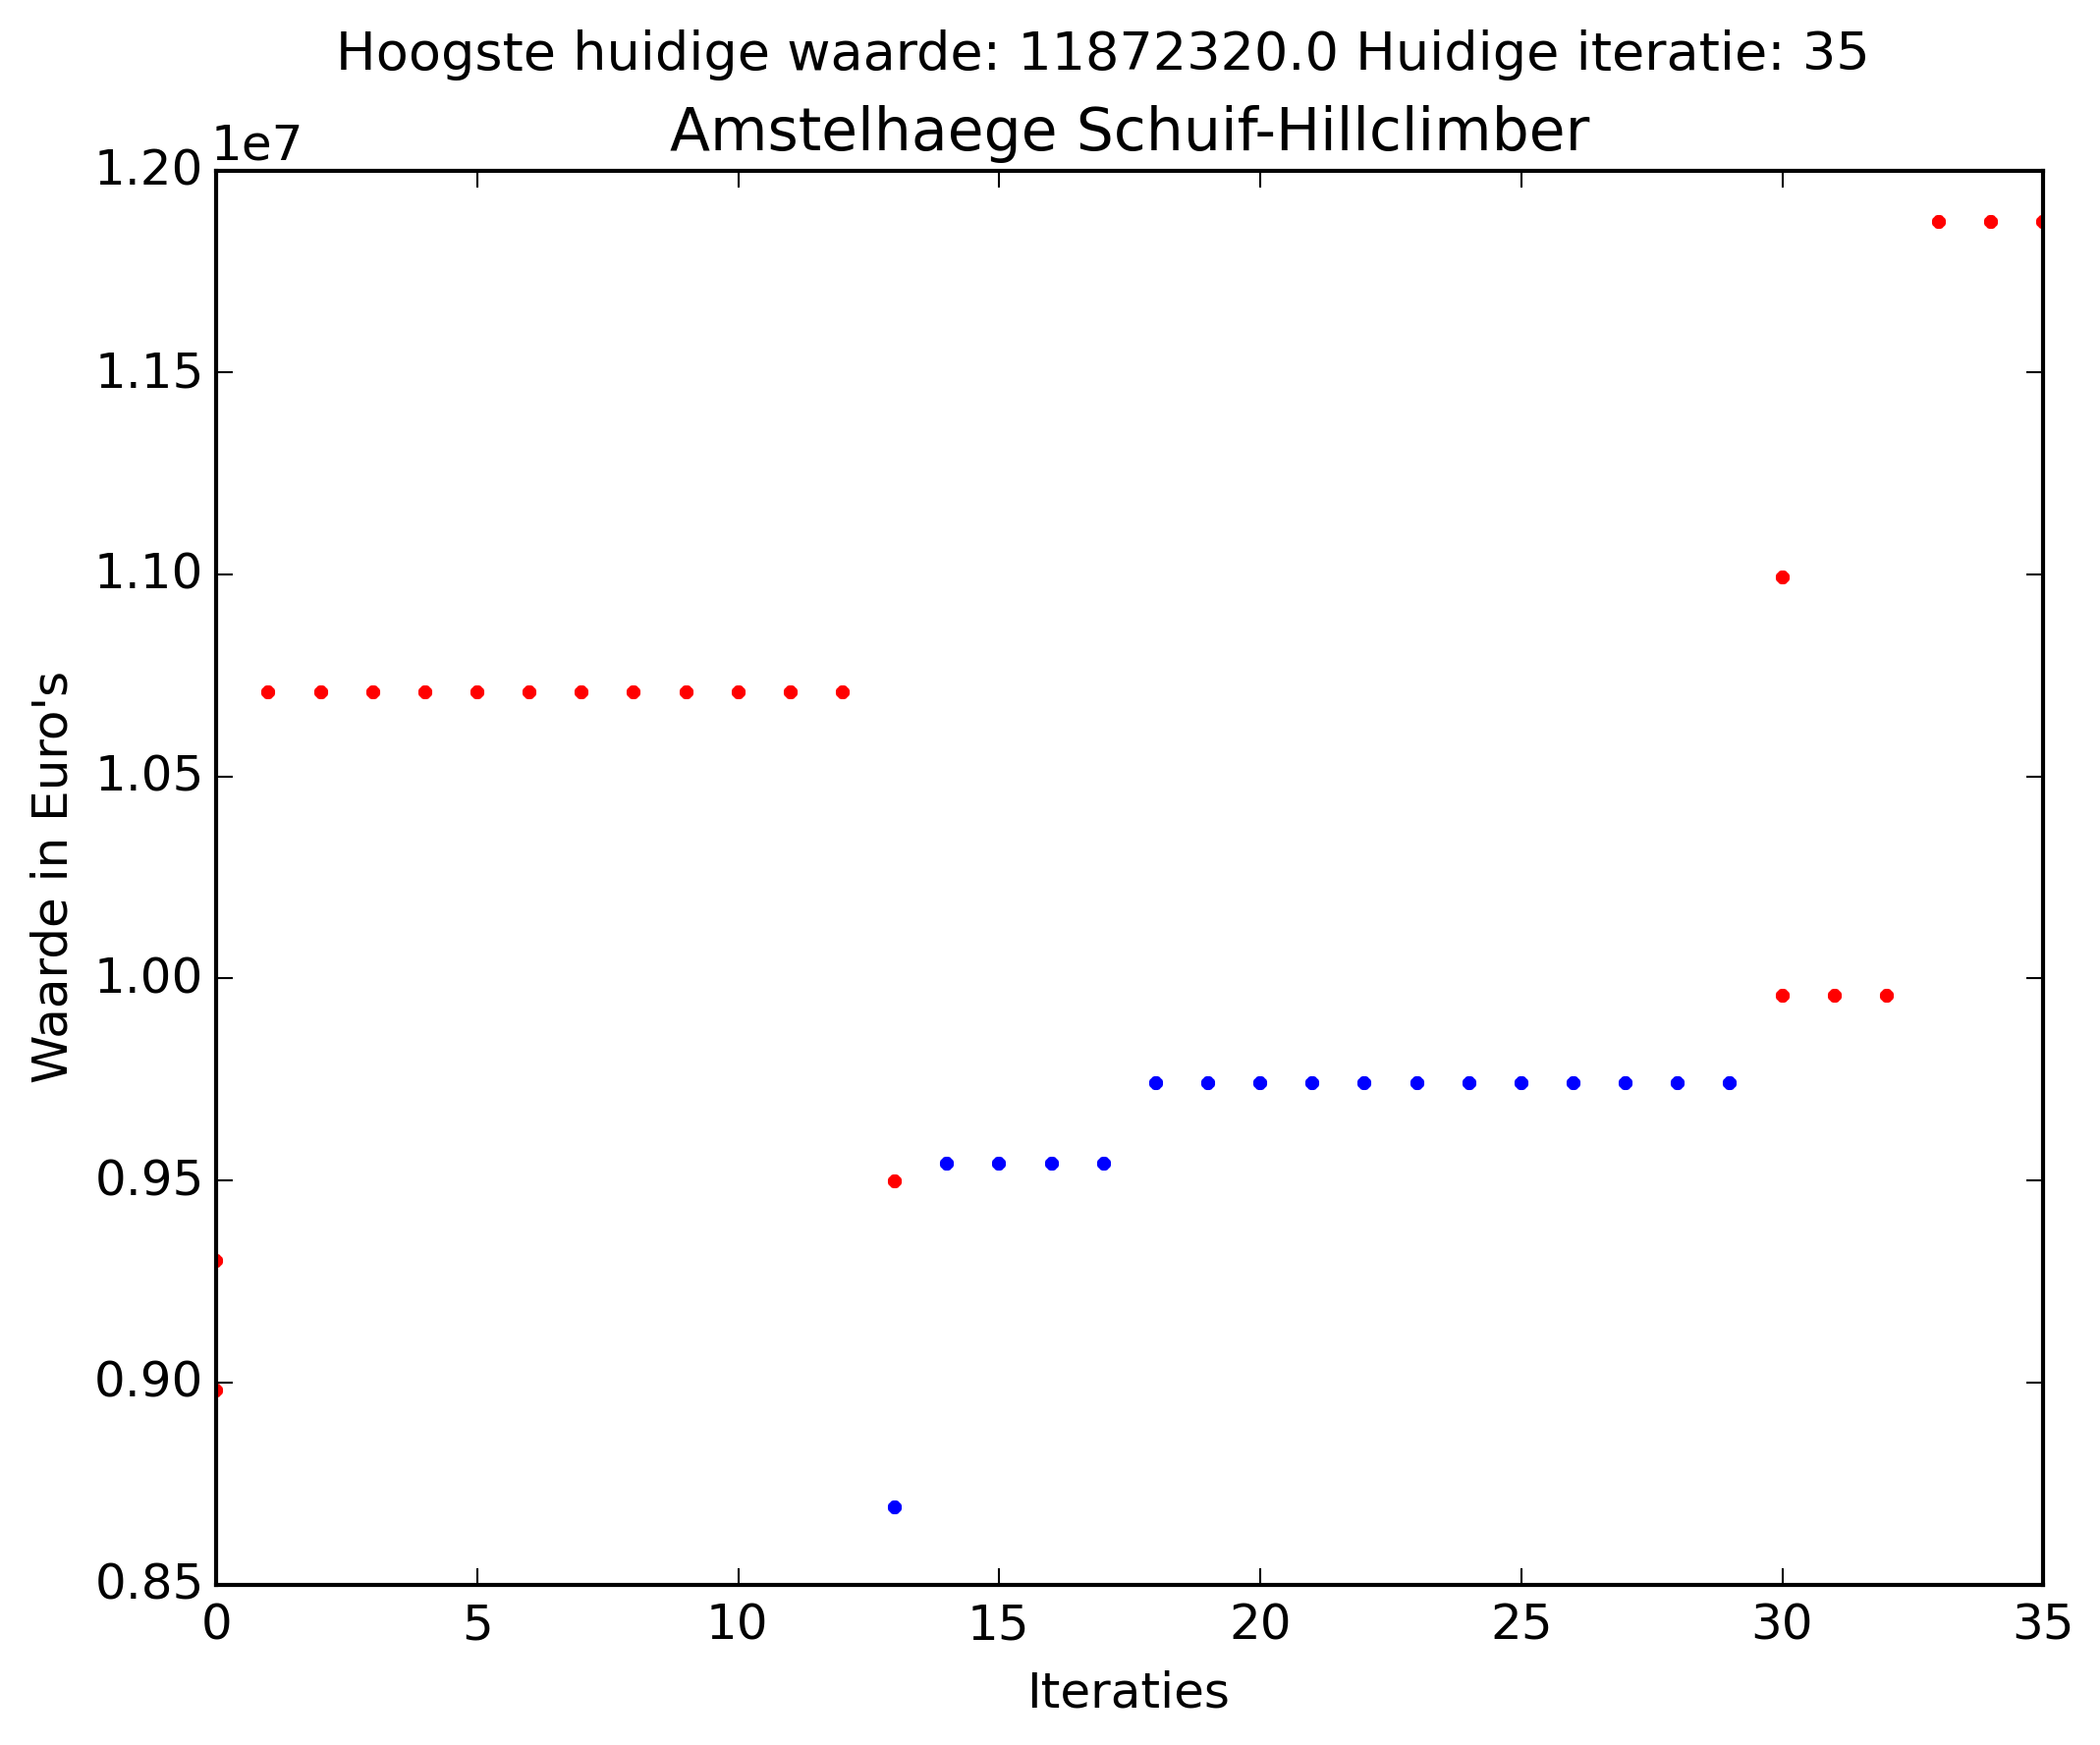 Hoogste huidige waarde: 11872320.0 Huidige iteratie: 35
Amstelhaege Schuif-Hillclimber
1e7
1.20
1.15
1.10
1.05
1.00
0.95
0.90
0.85
Waarde in Euro's
0 5 10 15 20 25 30 35
Iteraties